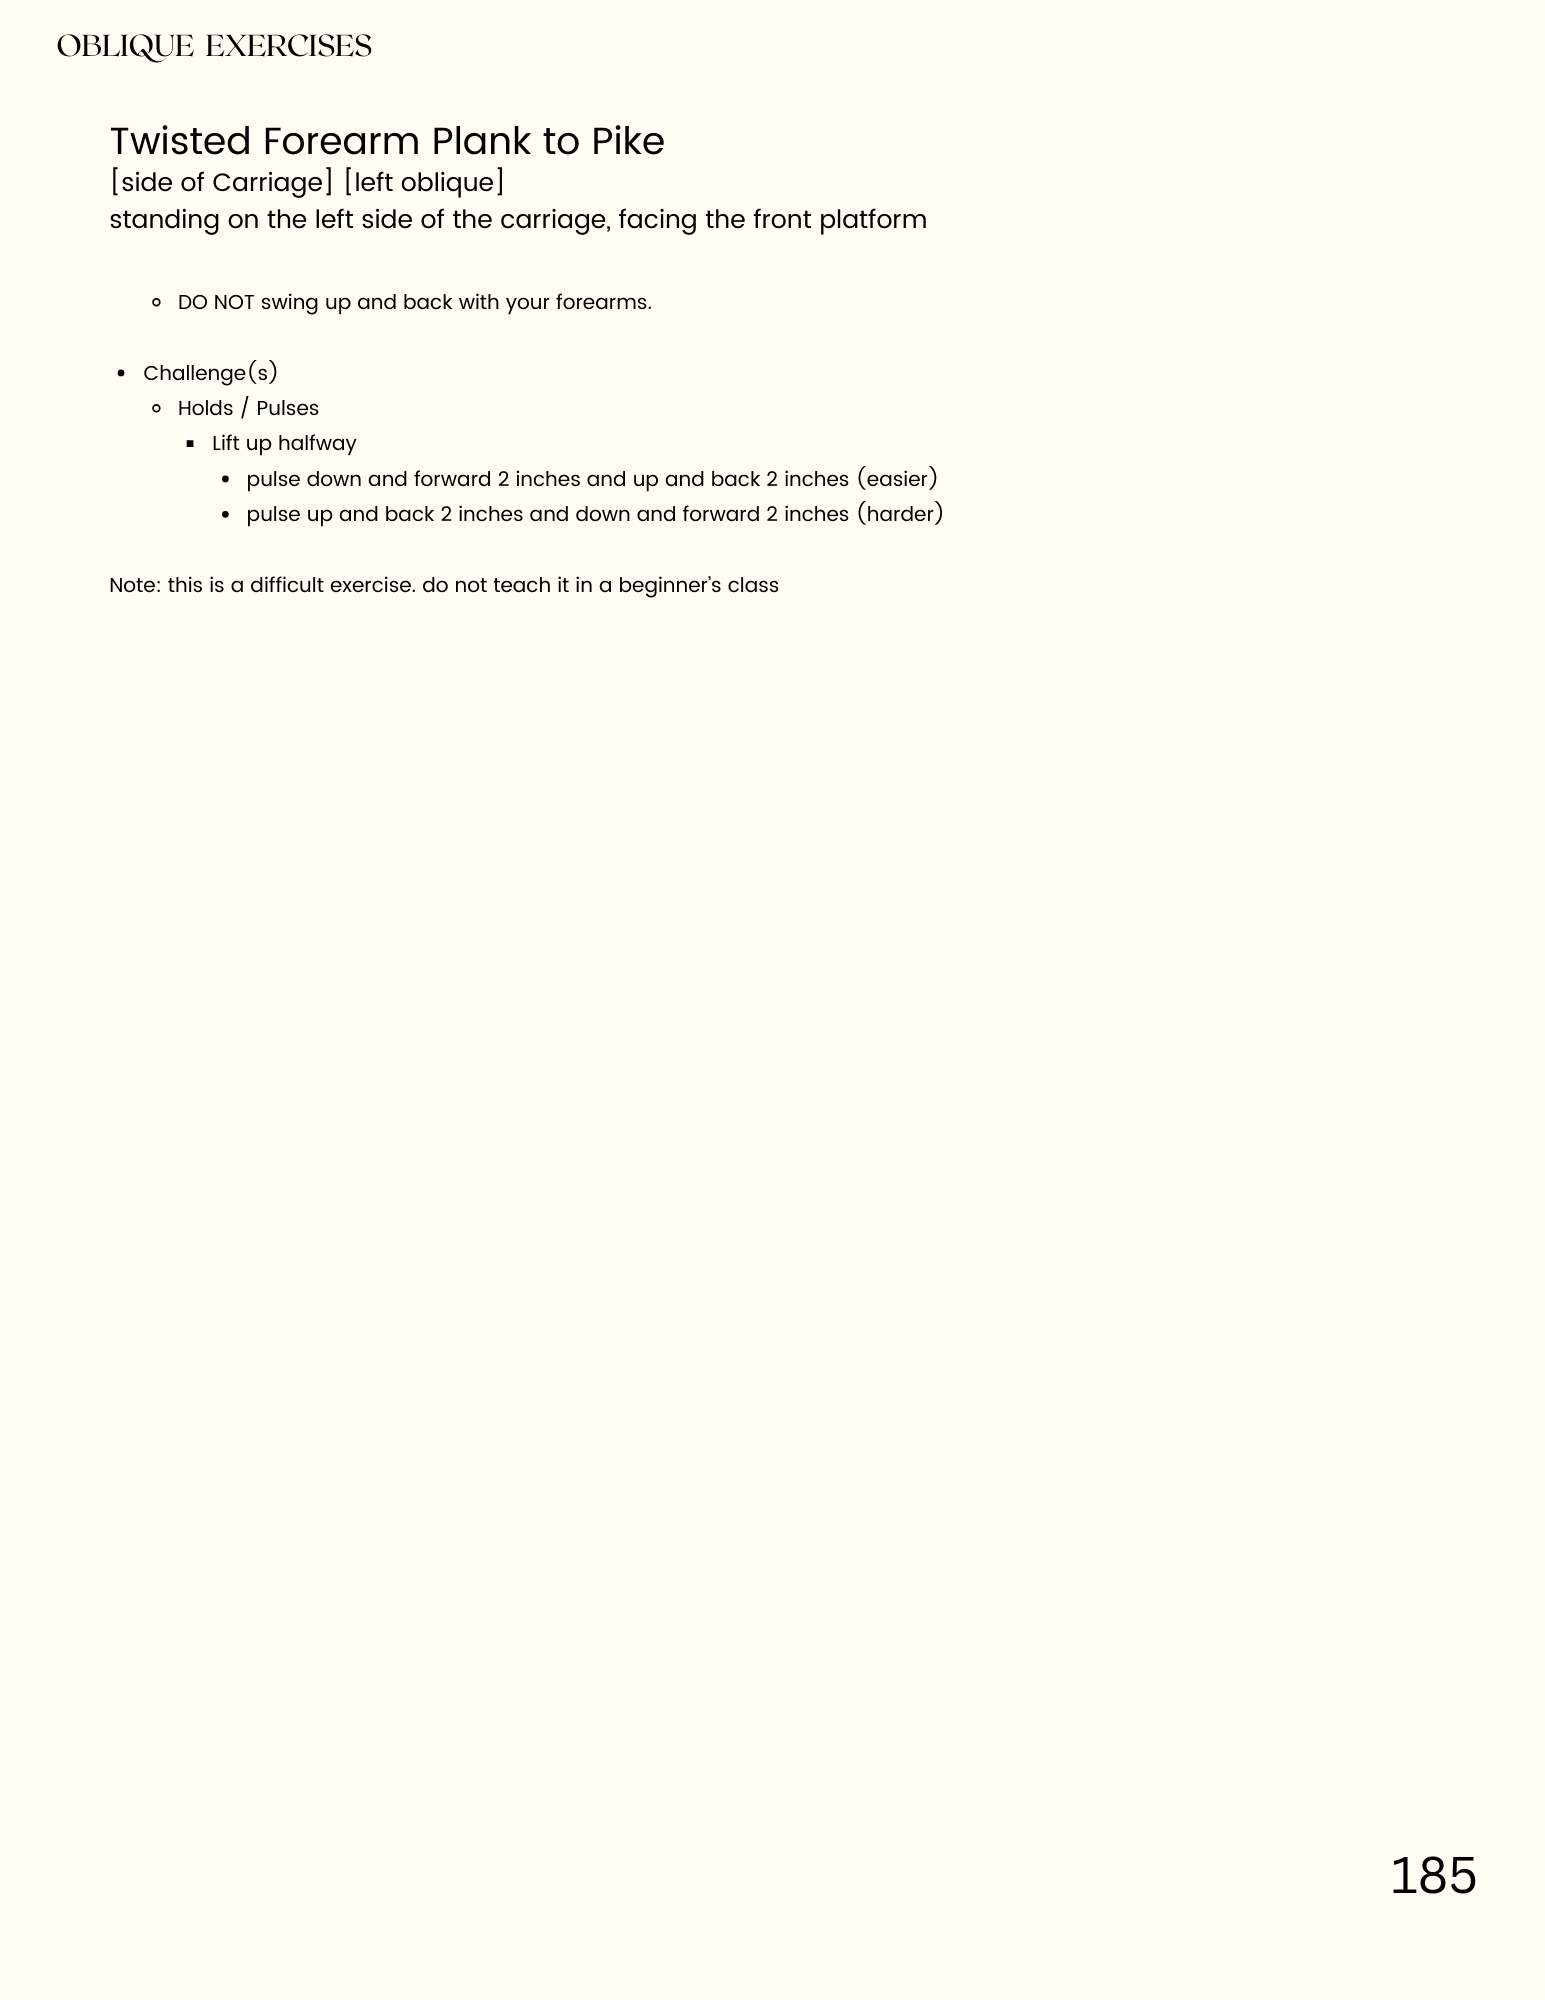 OBLIQUE EXERCISES
Twisted Forearm Plank to Pike
[side of Carriage] [left oblique]
standing on the left side of the carriage, facing the front platform
DO NOT swing up and back with your forearms.
Challenge(s)
Holds / Pulses
Lift up halfway
pulse down and forward 2 inches and up and back 2 inches (easier)
pulse up and back 2 inches and down and forward 2 inches (harder)
Note: this is a difficult exercise. do not teach it in a beginner's class
185